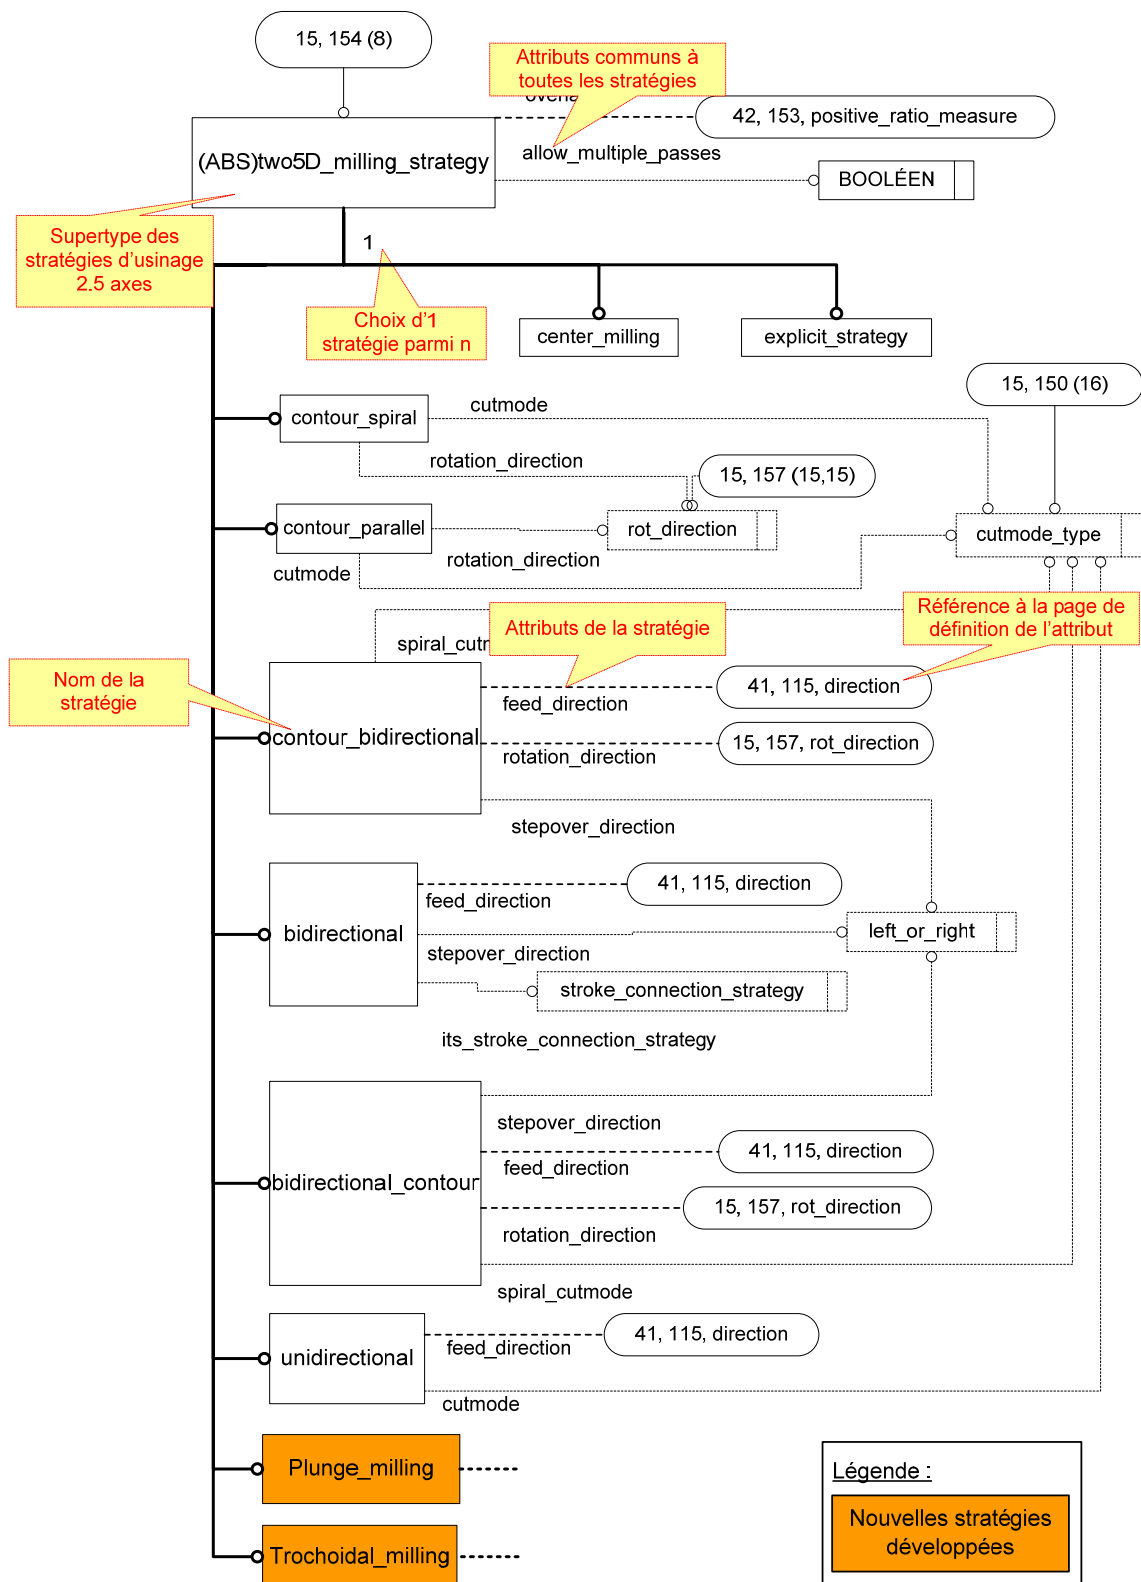 15, 154 (8)
Attributs communs à
toutes les stratégies
42, 153, positive_ratio_measure
allow_multiple_passes
(ABS)two5D_milling_strategy
BOOLÉEN
Supertype des
stratégies d'usinage
2.5 axes
1
Choix d'1
stratégie parmi n
center_milling
explicit_strategy
15, 150 (16)
cutmode
contour_spiral
rotation_direction
15, 157 (15,15)
contour_parallel
rot_direction
cutmode_type
rotation_direction
cutmode
Attributs de la stratégie
Référence à la page de
définition de l'attribut
Nom de la
stratégie
41, 115, direction
feed_direction
contour_bidirectional
15, 157, rot_direction
rotation_direction
stepover_direction
41, 115, direction
feed_direction
bidirectional
left_or_right
stepover_direction
stroke_connection_strategy
its_stroke_connection_strategy
stepover_direction
41, 115, direction
feed_direction
bidirectional_contour
15, 157, rot_direction
rotation_direction
spiral_cutmode
41, 115, direction
feed_direction
unidirectional
cutmode
Plunge_milling
Légende :
Nouvelles stratégies
développées
Trochoidal_milling